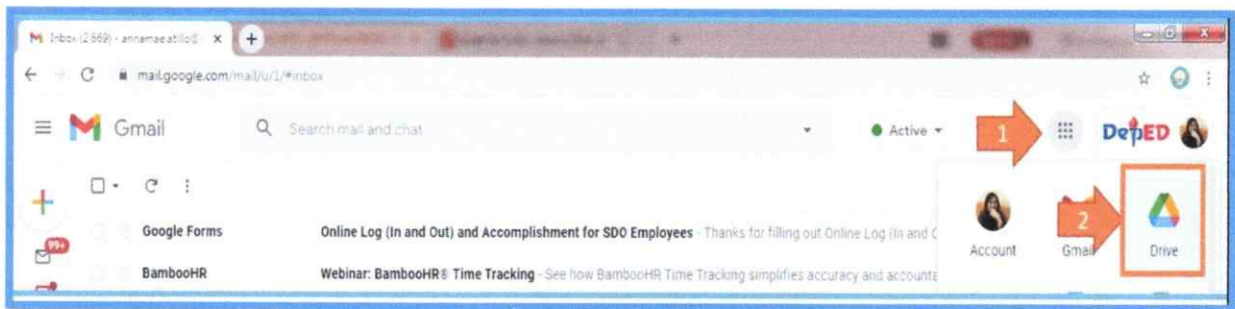 Inbox (2,669) - annamae.atillo@
mail.google.com/mail/u/1/#inbox
Gmail
Search mail and chat
Active
1
DepED
2
Account
Gmail
Drive
99+
Google Forms
Online Log (In and Out) and Accomplishment for SDO Employees - Thanks for filling out Online Log (In and
BambooHR
Webinar: BambooHR® Time Tracking - See how BambooHR Time Tracking simplifies accuracy and